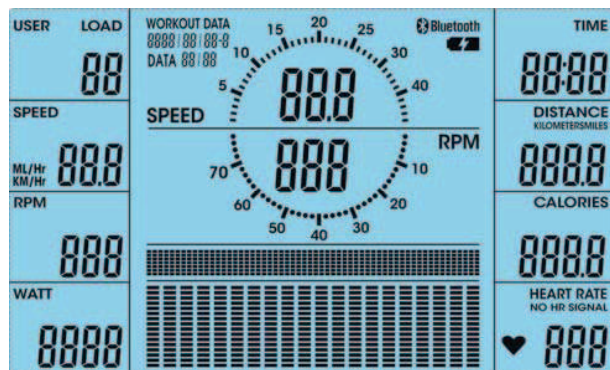 USER LOAD
88
SPEED
ML/Hr
KM/Hr
88.8
RPM
888
WATT
8888
WORKOUT DATA
8888|88|88-8
DATA 88|88
Bluetooth
5 10 15 20 25 30 40
SPEED
88.8
888
RPM
70 60 50 40 30 20 10
TIME
88:88
DISTANCE
KILOMETERSMILES
888.8
CALORIES
888.8
HEART RATE
NO HR SIGNAL
888